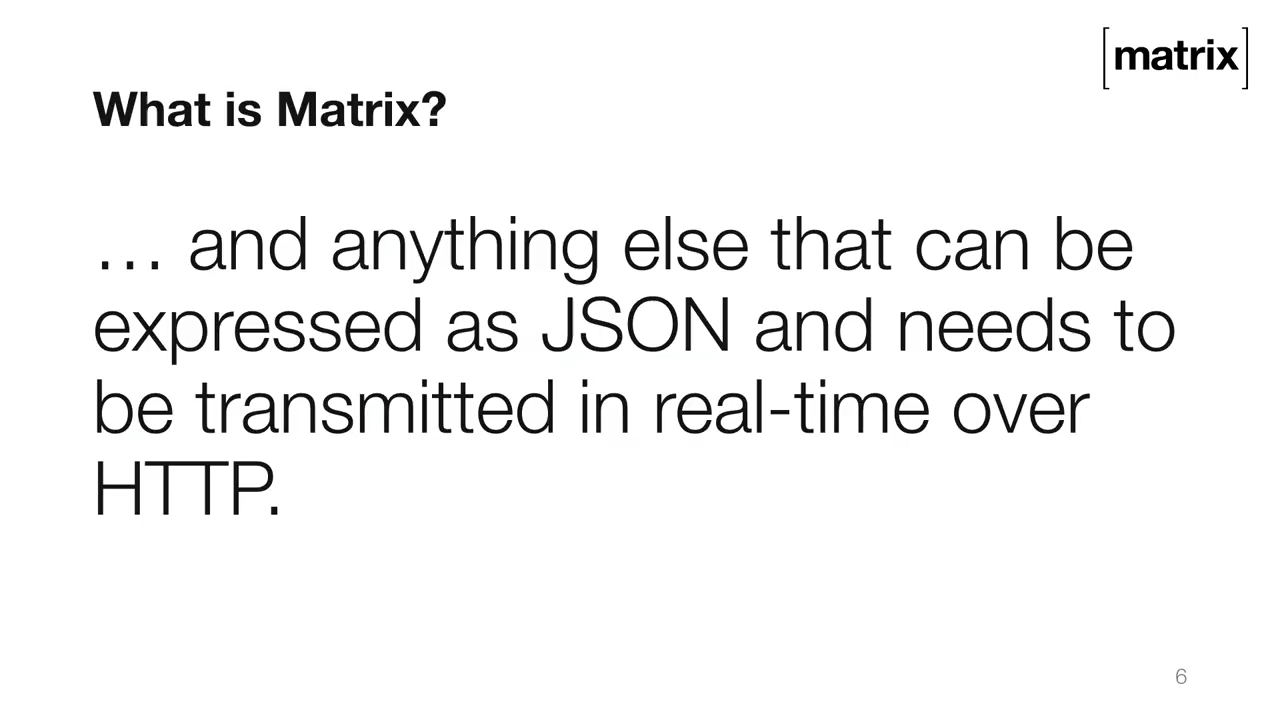 [matrix]
What is Matrix?
… and anything else that can be
expressed as JSON and needs to
be transmitted in real-time over
HTTP.
6